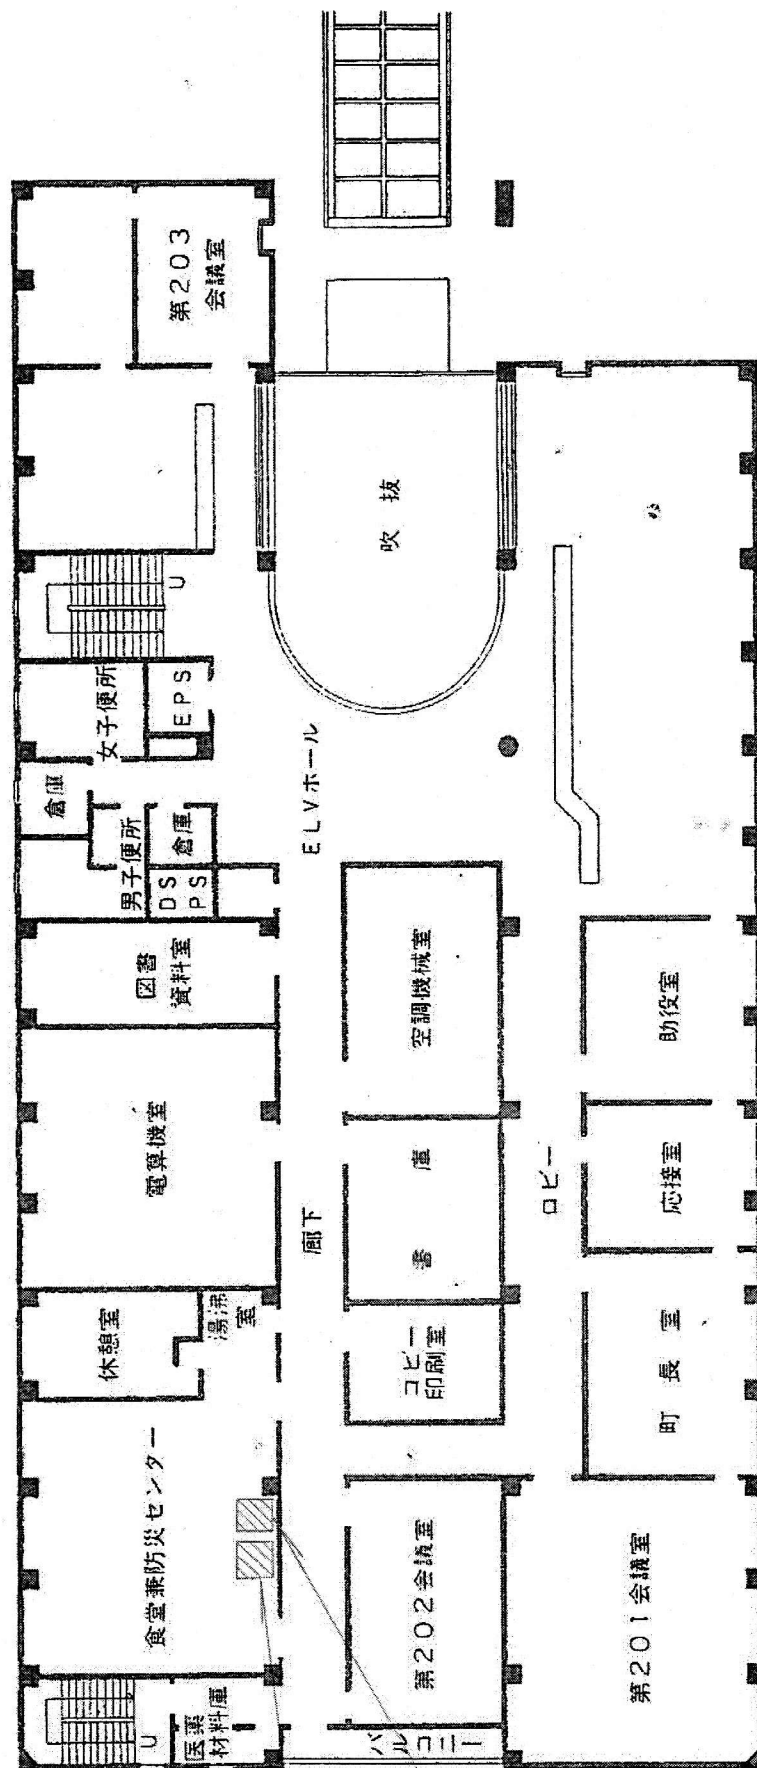 第２０３
会議室
吹抜
U
女子便所
EPS
倉庫
男子便所
倉庫
DS
PS
ELVホール
図書
資料室
空調機械室
助役室
電算機室
書庫
応接室
ロビー
廊下
休憩室
湯沸
室
コピー
印刷室
町長室
食堂兼防災センター
第２０２会議室
第２０１会議室
U
医薬
材料庫
バルコニー